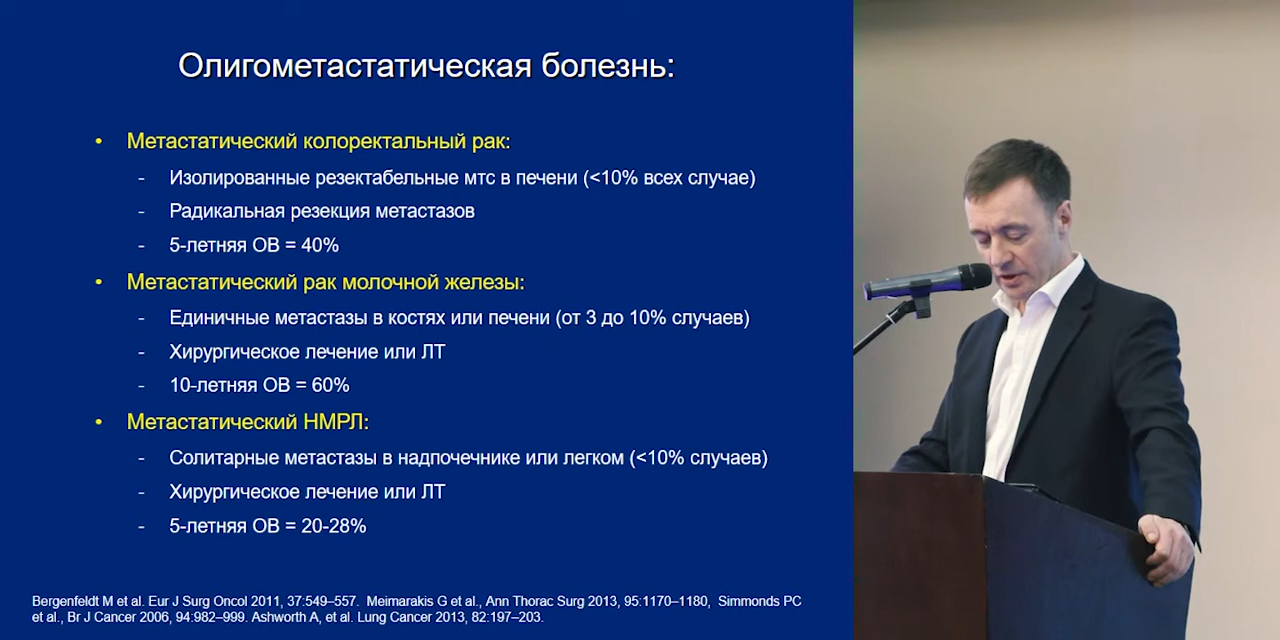 Олигометастатическая болезнь:
• Метастатический колоректальный рак:
- Изолированные резектабельные мтс в печени (<10% всех случае)
- Радикальная резекция метастазов
- 5-летняя ОВ = 40%
• Метастатический рак молочной железы:
- Единичные метастазы в костях или печени (от 3 до 10% случаев)
- Хирургическое лечение или ЛТ
- 10-летняя ОВ = 60%
• Метастатический НМРЛ:
- Солитарные метастазы в надпочечнике или легком (<10% случаев)
- Хирургическое лечение или ЛТ
- 5-летняя ОВ = 20-28%
Bergenfeldt M et al. Eur J Surg Oncol 2011, 37:549–557. Meimarakis G et al., Ann Thorac Surg 2013, 95:1170–1180, Simmonds PC
et al., Br J Cancer 2006, 94:982–999. Ashworth A, et al. Lung Cancer 2013, 82:197–203.